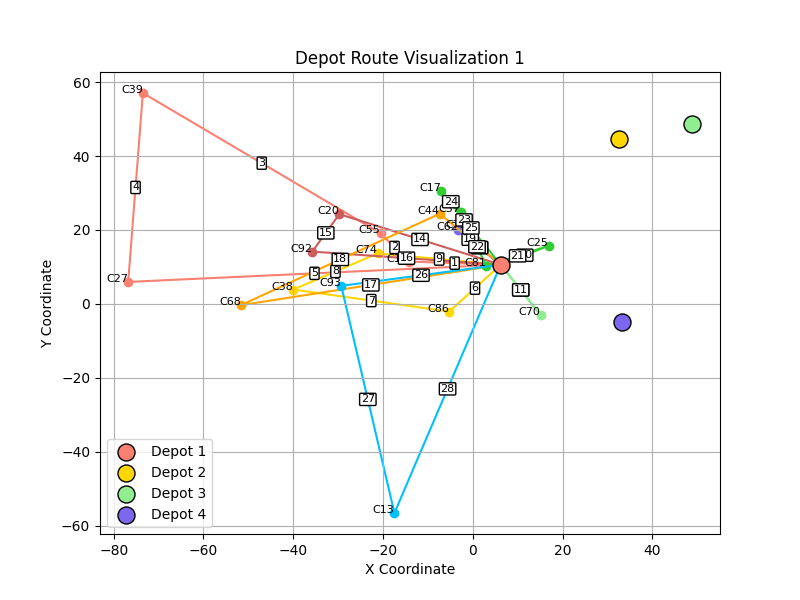 Depot Route Visualization 1
Y Coordinate
60
40
20
0
−20
−40
−60
−80
−60
−40
−20
0
20
40
X Coordinate
C39
3
4
C17
24
C20
C44
23
25
15
C55
14
22
C25
C92
2
C74
21
18
16
9
1
C81
C27
5
8
26
C93
17
6
11
C38
7
C68
C86
C70
27
28
C13
Depot 1
Depot 2
Depot 3
Depot 4